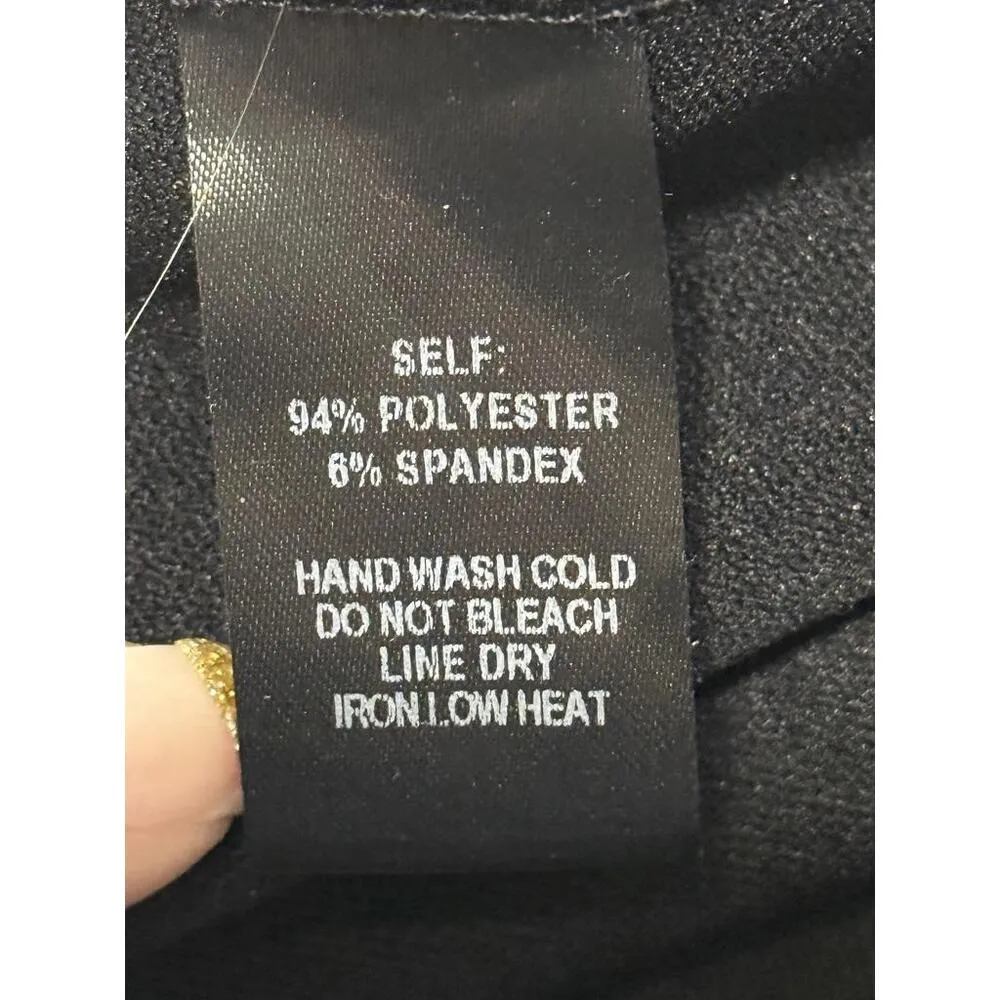 SELF:
94% POLYESTER
6% SPANDEX
HAND WASH COLD
DO NOT BLEACH
LINE DRY
IRON LOW HEAT